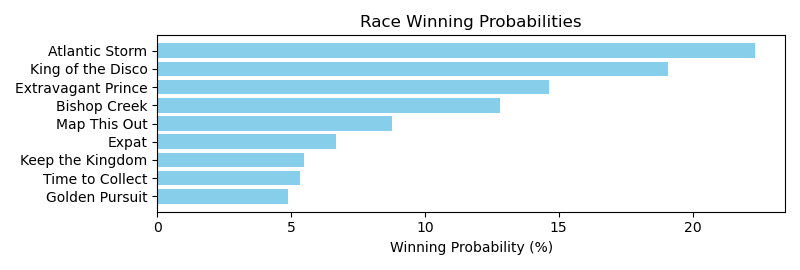 Race Winning Probabilities
Atlantic Storm
King of the Disco
Extravagant Prince
Bishop Creek
Map This Out
Expat
Keep the Kingdom
Time to Collect
Golden Pursuit
0 5 10 15 20
Winning Probability (%)